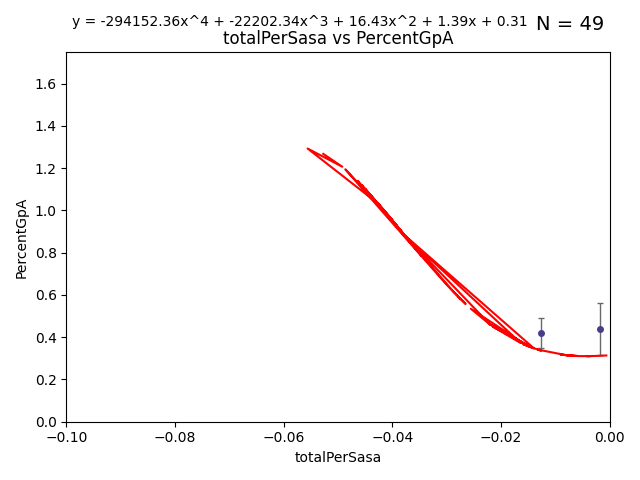 y = -294152.36x^4 + -22202.34x^3 + 16.43x^2 + 1.39x + 0.31 N = 49
totalPerSasa vs PercentGpA
1.6
1.4
1.2
1.0
0.8
0.6
0.4
0.2
0.0
PercentGpA
−0.10 −0.08 −0.06 −0.04 −0.02 0.00
totalPerSasa